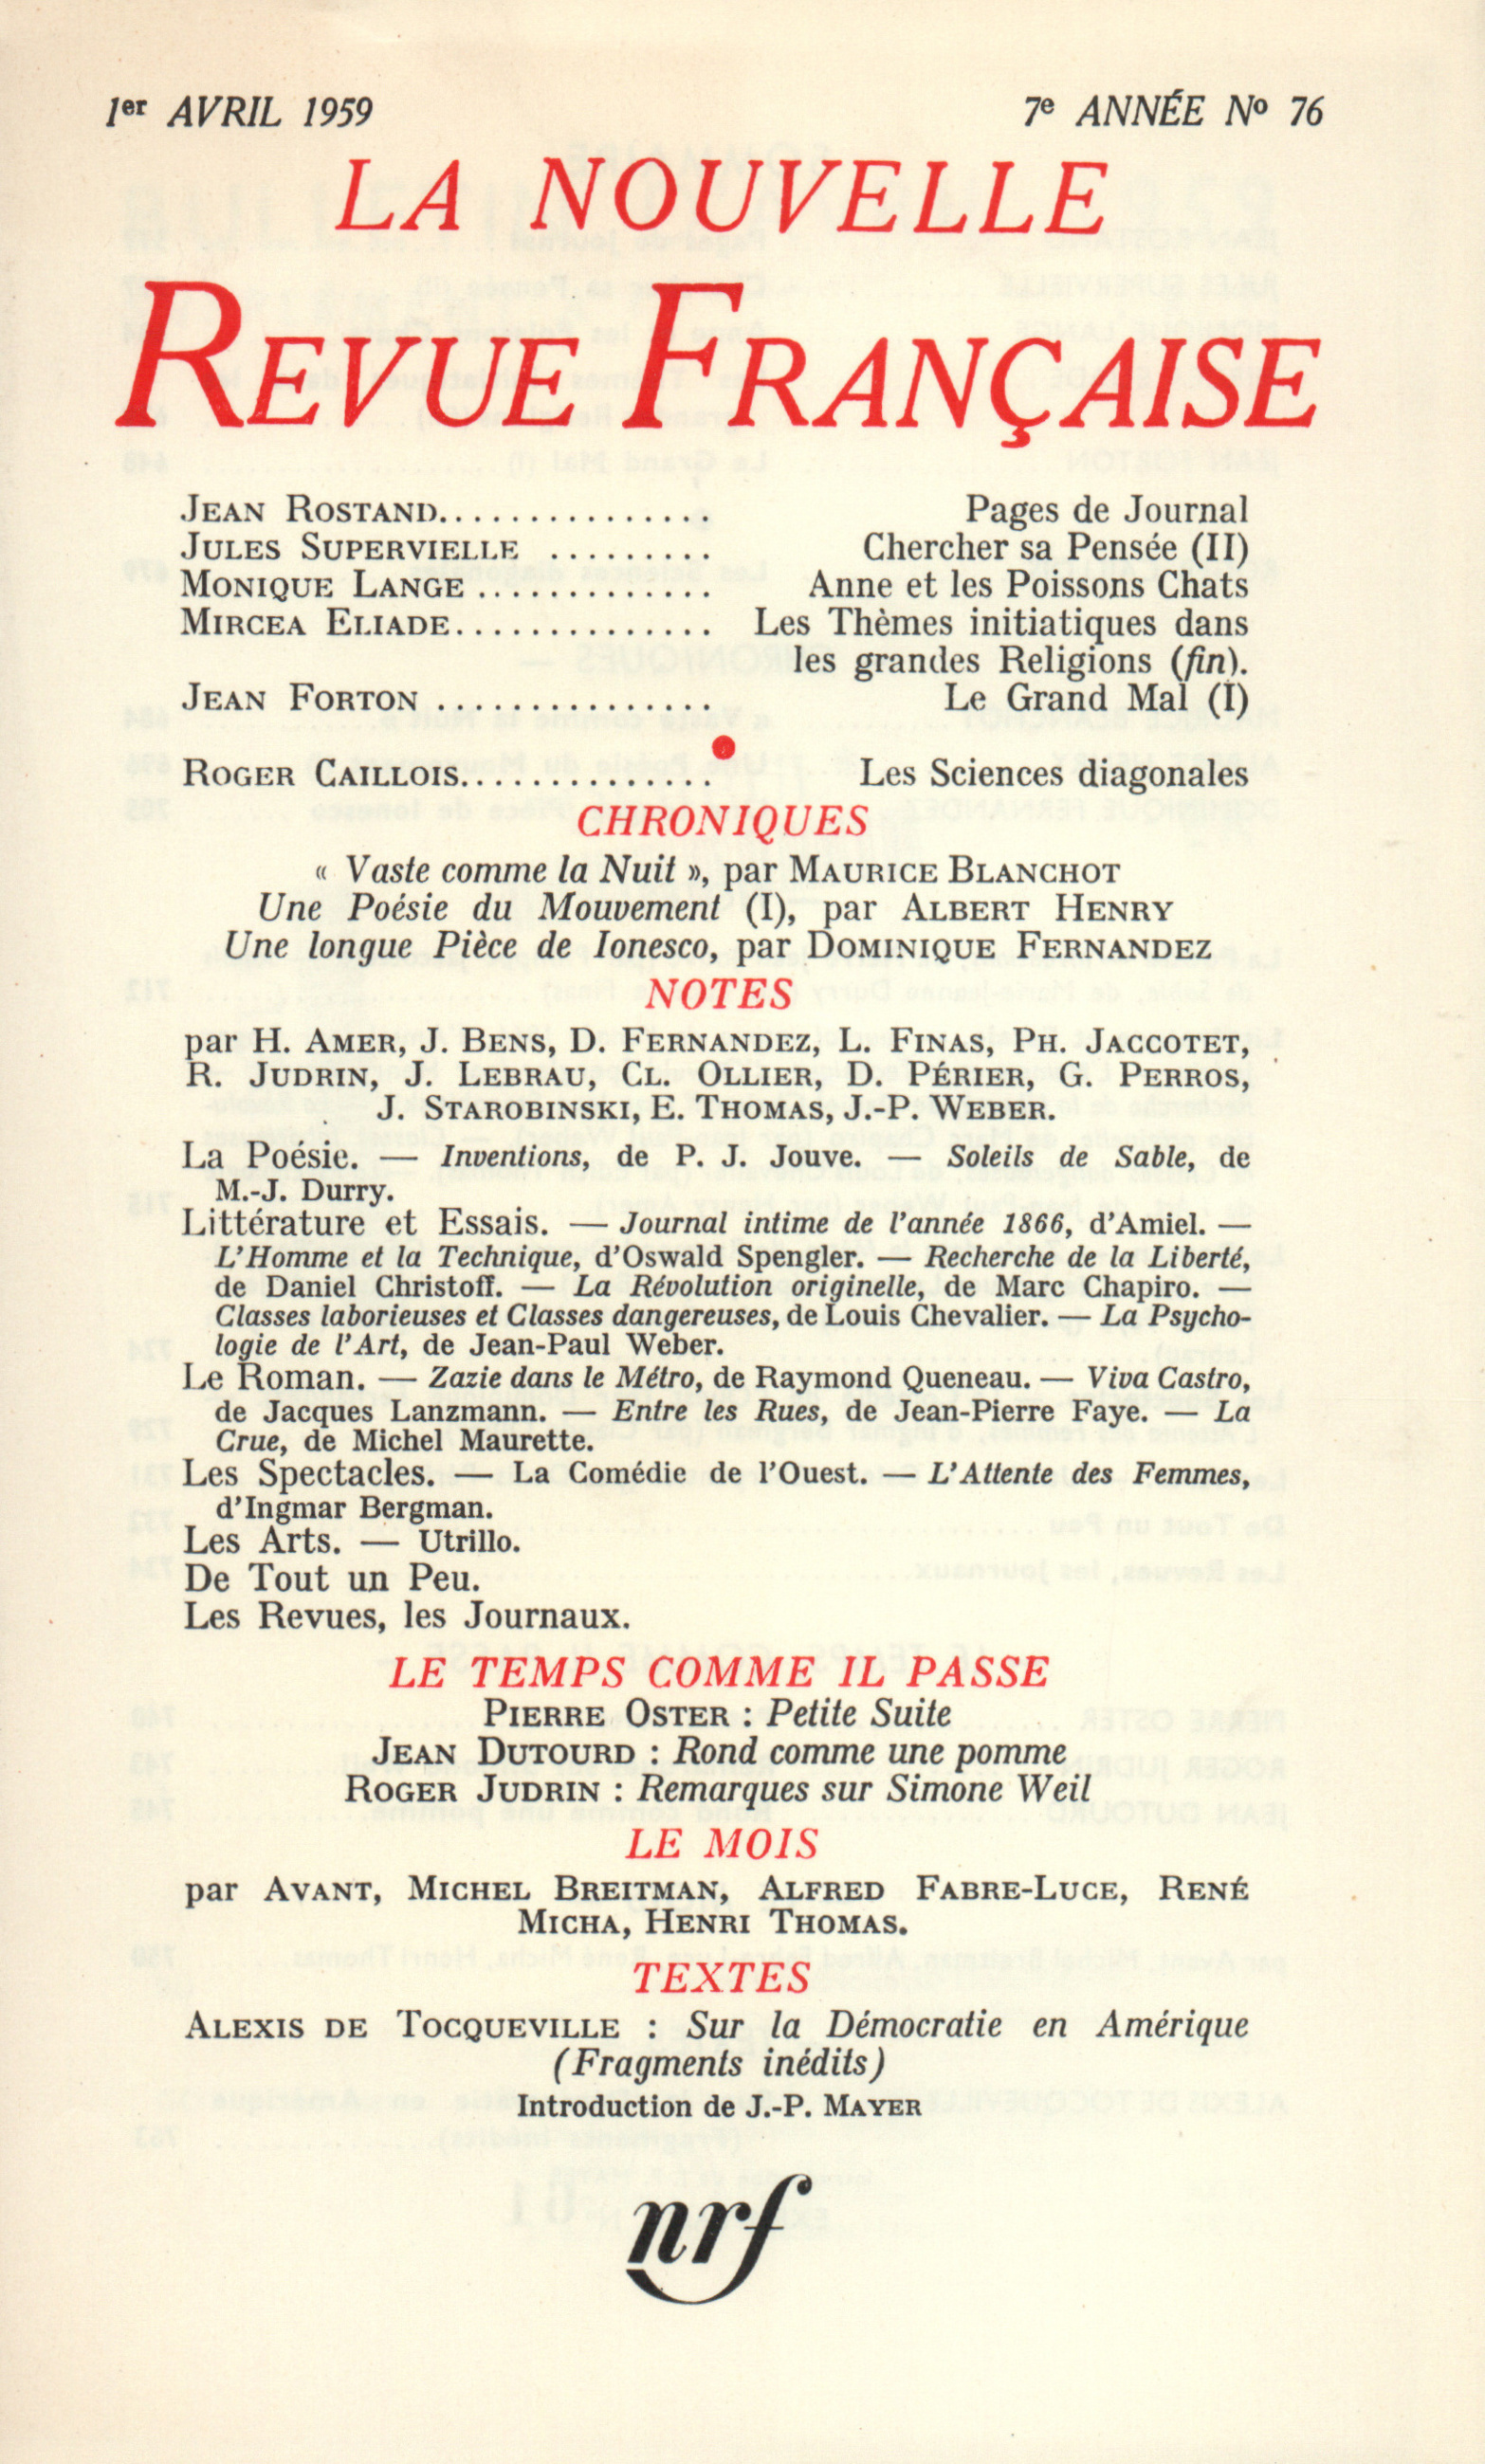 1er AVRIL 1959 7e ANNÉE No 76
LA NOUVELLE
REVUE FRANÇAISE
JEAN ROSTAND............... Pages de Journal
JULES SUPERVIELLE ......... Chercher sa Pensée (II)
MONIQUE LANGE ............. Anne et les Poissons Chats
MIRCEA ELIADE.............. Les Thèmes initiatiques dans
les grandes Religions (fin).
JEAN FORTON ............... Le Grand Mal (I)
ROGER CAILLOIS.............. Les Sciences diagonales
CHRONIQUES
« Vaste comme la Nuit », par MAURICE BLANCHOT
Une Poésie du Mouvement (I), par ALBERT HENRY
Une longue Pièce de Ionesco, par DOMINIQUE FERNANDEZ
NOTES
par H. AMER, J. BENS, D. FERNANDEZ, L. FINAS, PH. JACCOTET,
R. JUDRIN, J. LEBRAU, CL. OLLIER, D. PÉRIER, G. PERROS,
J. STAROBINSKI, E. THOMAS, J.-P. WEBER.
La Poésie. — Inventions, de P. J. Jouve. — Soleils de Sable, de
M.-J. Durry.
Littérature et Essais. — Journal intime de l'année 1866, d'Amiel. —
L'Homme et la Technique, d'Oswald Spengler. — Recherche de la Liberté,
de Daniel Christoff. — La Révolution originelle, de Marc Chapiro. —
Classes laborieuses et Classes dangereuses, de Louis Chevalier. — La Psycho-
logie de l'Art, de Jean-Paul Weber.
Le Roman. — Zazie dans le Métro, de Raymond Queneau. — Viva Castro,
de Jacques Lanzmann. — Entre les Rues, de Jean-Pierre Faye. — La
Crue, de Michel Maurette.
Les Spectacles. — La Comédie de l'Ouest. — L'Attente des Femmes,
d'Ingmar Bergman.
Les Arts. — Utrillo.
De Tout un Peu.
Les Revues, les Journaux.
LE TEMPS COMME IL PASSE
PIERRE OSTER : Petite Suite
JEAN DUTOURD : Rond comme une pomme
ROGER JUDRIN : Remarques sur Simone Weil
LE MOIS
par AVANT, MICHEL BREITMAN, ALFRED FABRE-LUCE, RENÉ
MICHA, HENRI THOMAS.
TEXTES
ALEXIS DE TOCQUEVILLE : Sur la Démocratie en Amérique
(Fragments inédits)
Introduction de J.-P. MAYER
nrf